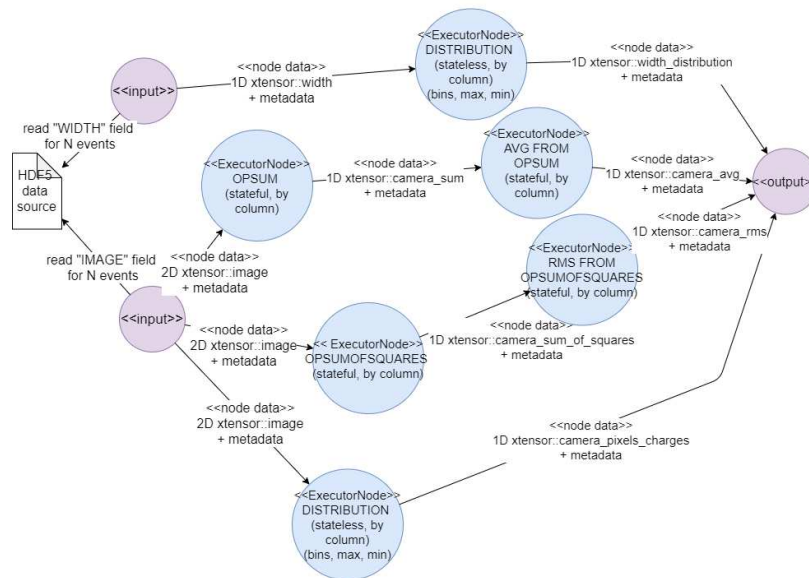 <<ExecutorNode>>
DISTRIBUTION
(stateless, by
column)
(bins, max, min)
<<node data>>
1D xtensor::width
+ metadata
<<node data>>
1D xtensor::width_distribution
+ metadata
<<input>>
read "WIDTH" field
for N events
HDF5
data
source
<<ExecutorNode>>
OPSUM
(stateful, by
column)
<<node data>>
1D xtensor::camera_sum
+ metadata
<<ExecutorNode>>
AVG FROM
OPSUM
(stateful, by
column)
<<node data>>
1D xtensor::camera_avg
+ metadata
<<output>>
<<node data>>
1D xtensor::camera_rms
+ metadata
read "IMAGE" field
for N events
<<node data>>
2D xtensor::image
+ metadata
<<ExecutorNode>>
RMS FROM
OPSUMOFSQUARES
(stateful, by
column)
<<input>>
<<node data>>
2D xtensor::image
+ metadata
<< ExecutorNode>>
OPSUMOFSQUARES
(stateful, by column)
<<node data>>
1D xtensor::camera_sum_of_squares
+ metadata
<<node data>>
2D xtensor::image
+ metadata
<<node data>>
1D xtensor::camera_pixels_charges
+ metadata
<<ExecutorNode>>
DISTRIBUTION
(stateless, by
column)
(bins, max, min)